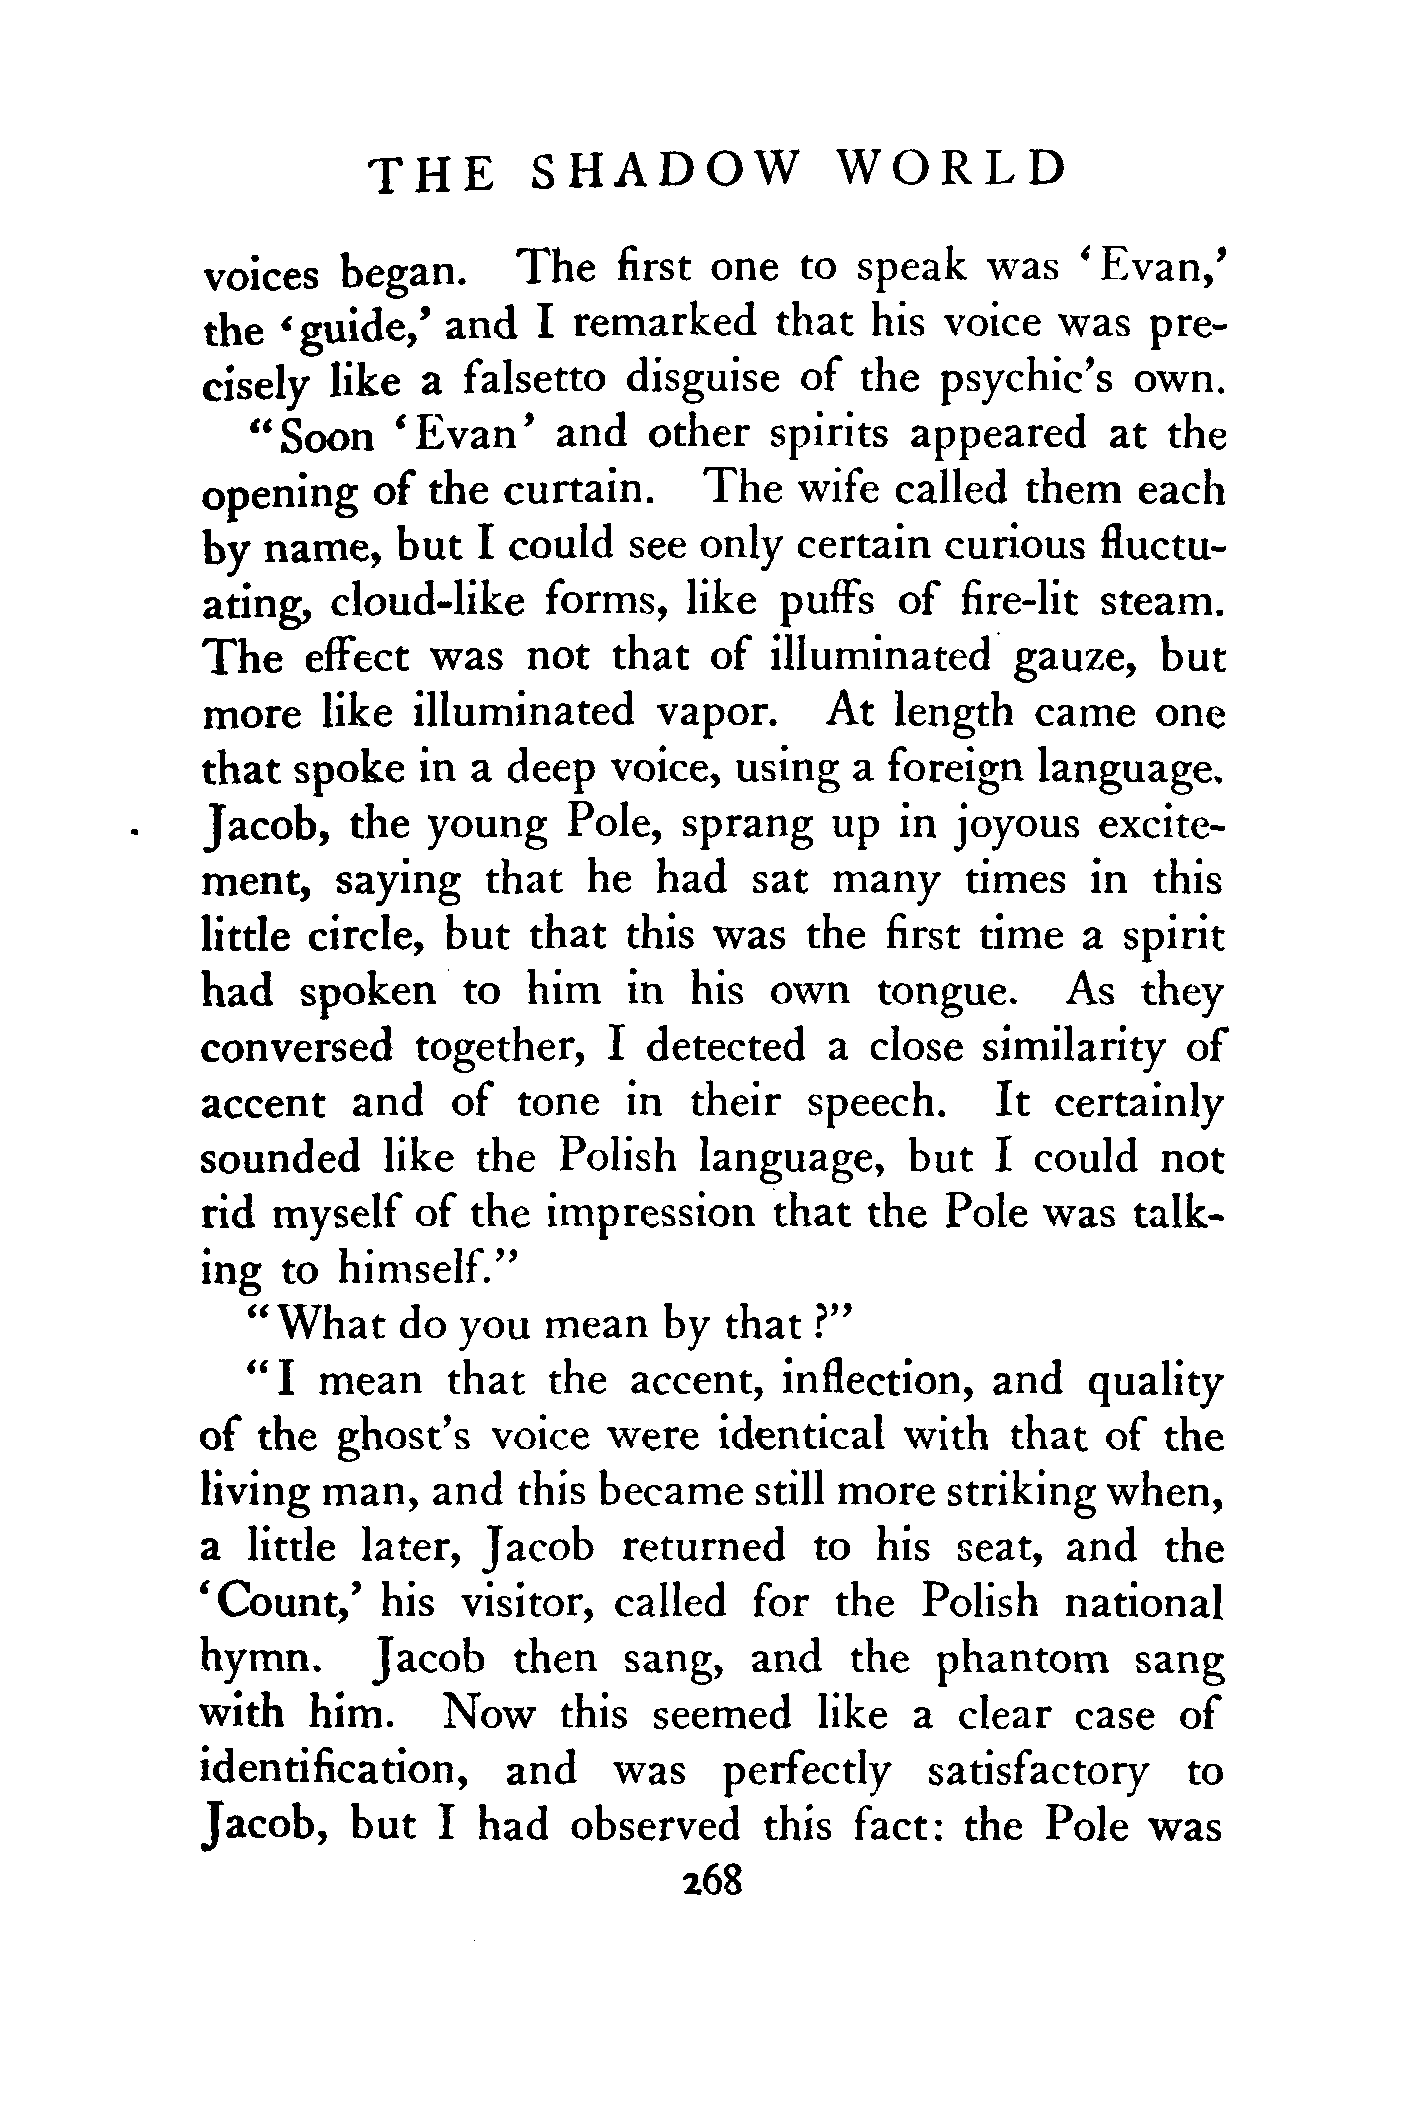 THE SHADOW WORLD
voices began. The first one to speak was ‘Evan,’
the ‘guide,’ and I remarked that his voice was pre-
cisely like a falsetto disguise of the psychic’s own.
“Soon ‘Evan’ and other spirits appeared at the
opening of the curtain. The wife called them each
by name, but I could see only certain curious fluctu-
ating, cloud-like forms, like puffs of fire-lit steam.
The effect was not that of illuminated gauze, but
more like illuminated vapor. At length came one
that spoke in a deep voice, using a foreign language.
Jacob, the young Pole, sprang up in joyous excite-
ment, saying that he had sat many times in this
little circle, but that this was the first time a spirit
had spoken to him in his own tongue. As they
conversed together, I detected a close similarity of
accent and of tone in their speech. It certainly
sounded like the Polish language, but I could not
rid myself of the impression that the Pole was talk-
ing to himself.”
“What do you mean by that?”
“I mean that the accent, inflection, and quality
of the ghost’s voice were identical with that of the
living man, and this became still more striking when,
a little later, Jacob returned to his seat, and the
‘Count,’ his visitor, called for the Polish national
hymn. Jacob then sang, and the phantom sang
with him. Now this seemed like a clear case of
identification, and was perfectly satisfactory to
Jacob, but I had observed this fact: the Pole was
268